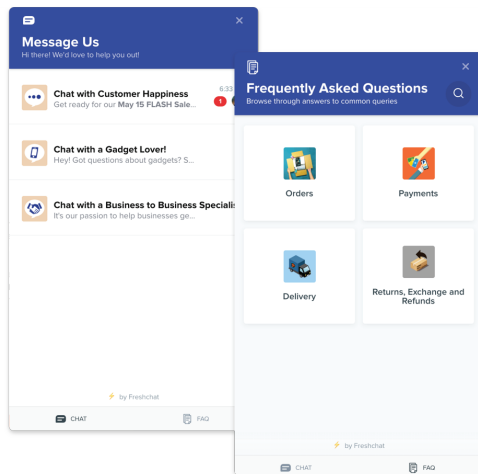 Message Us
Hi there! We'd love to help you out!
Chat with Customer Happiness
6:33
Get ready for our May 15 FLASH Sale...
1
Chat with a Gadget Lover!
Hey! Got questions about gadgets? S...
Chat with a Business to Business Specialis
It's our passion to help businesses ge...
⚡ by Freshchat
CHAT
FAQ
Frequently Asked Questions
Browse through answers to common queries
Orders
Payments
Delivery
Returns, Exchange and
Refunds
⚡ by Freshchat
CHAT
FAQ